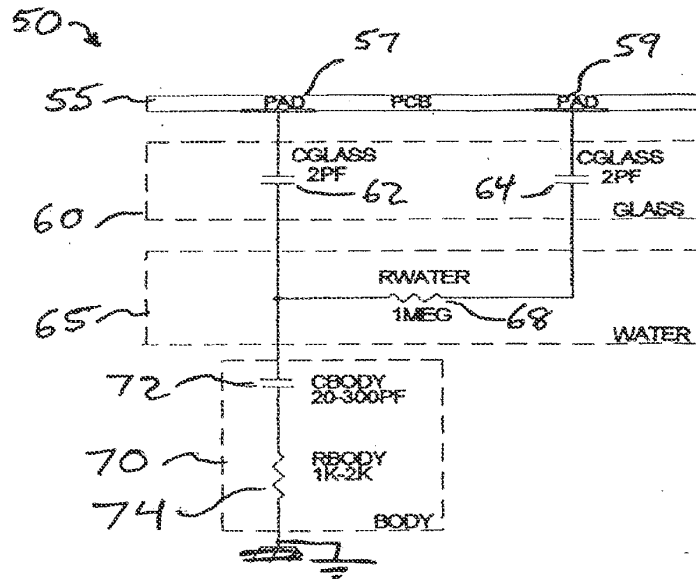 50
57
59
55
PAD
PCB
PAD
CGLASS
2PF
62
64
CGLASS
2PF
60
GLASS
65
RWATER
1MEG
68
WATER
72
CBODY
20-300PF
70
RBODY
1K-2K
74
BODY